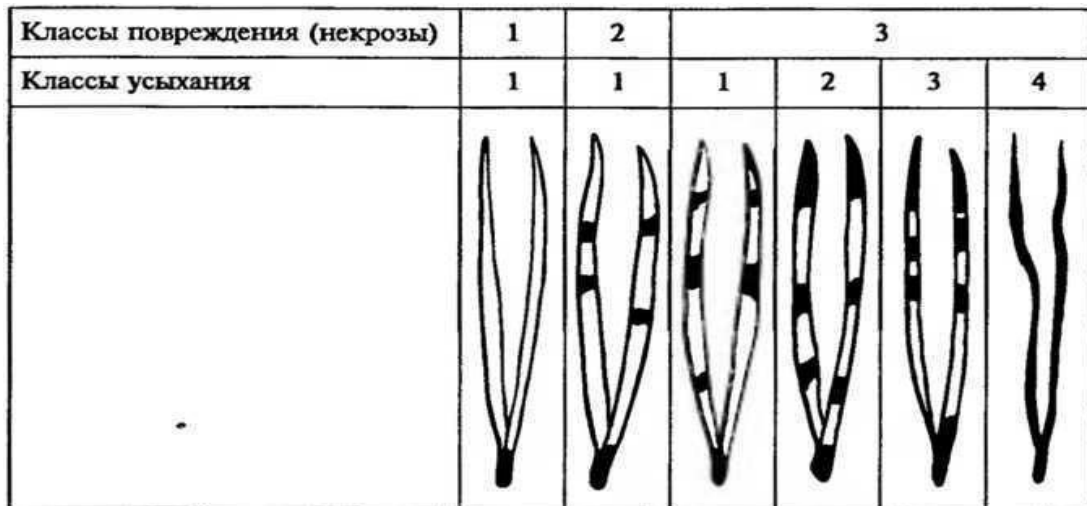 Классы повреждения (некрозы) 1 2 3
Классы усыхания 1 1 1 2 3 4